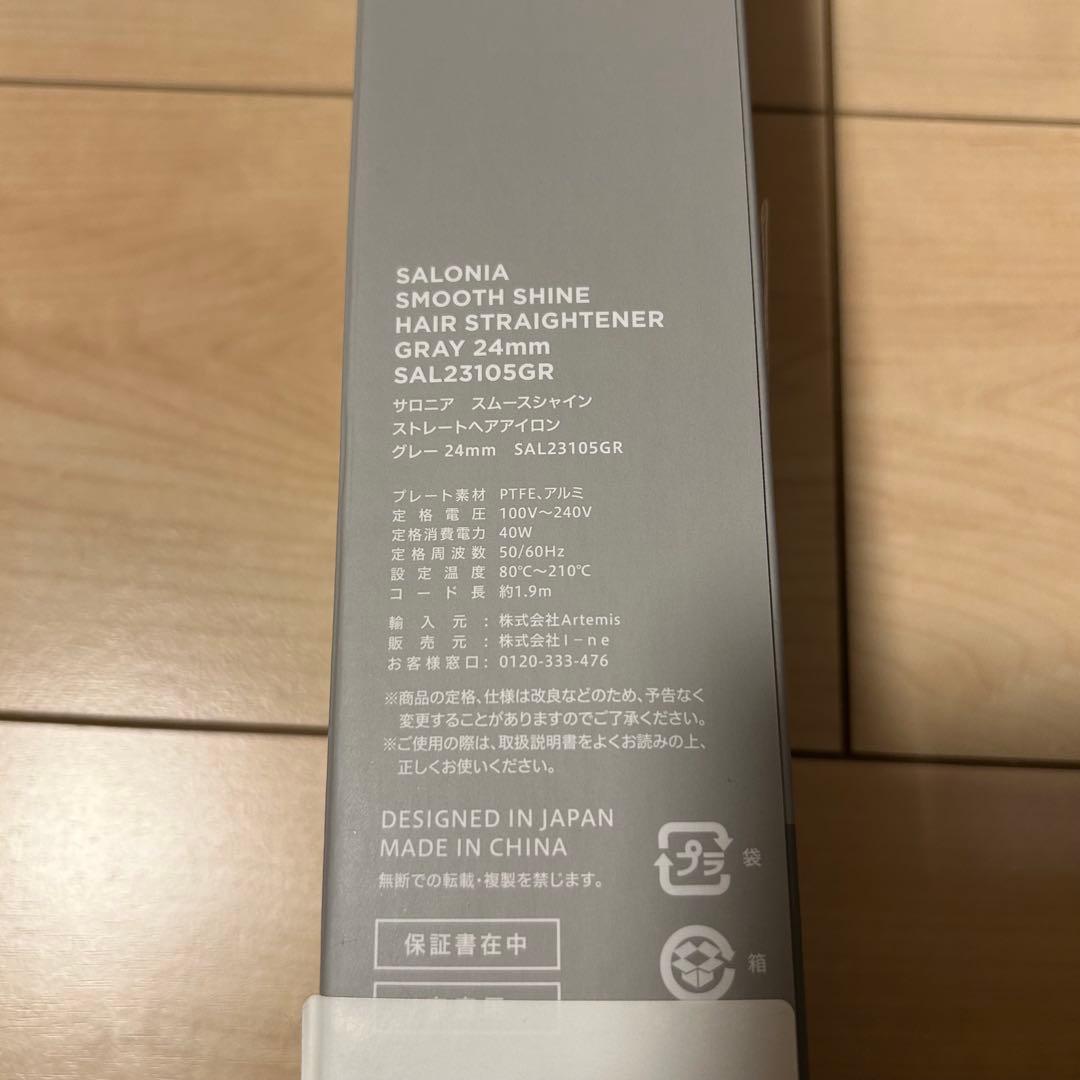 SALONIA
SMOOTH SHINE
HAIR STRAIGHTENER
GRAY 24mm
SAL23105GR
サロニア スムースシャイン
ストレートヘアアイロン
グレー 24mm SAL23105GR
プレート素材 PTFE、アルミ
定格電圧 100V～240V
定格消費電力 40W
定格周波数 50/60Hz
設定温度 80℃～210℃
コード長 約1.9m
輸入元：株式会社Artemis
販売元：株式会社I－ne
お客様窓口：0120-333-476
※商品の定格、仕様は改良などのため、予告なく
変更することがありますのでご了承ください。
※ご使用の際は、取扱説明書をよくお読みの上、
正しくお使いください。
DESIGNED IN JAPAN
MADE IN CHINA
無断での転載・複製を禁じます。
プラ 袋
保証書在中
箱